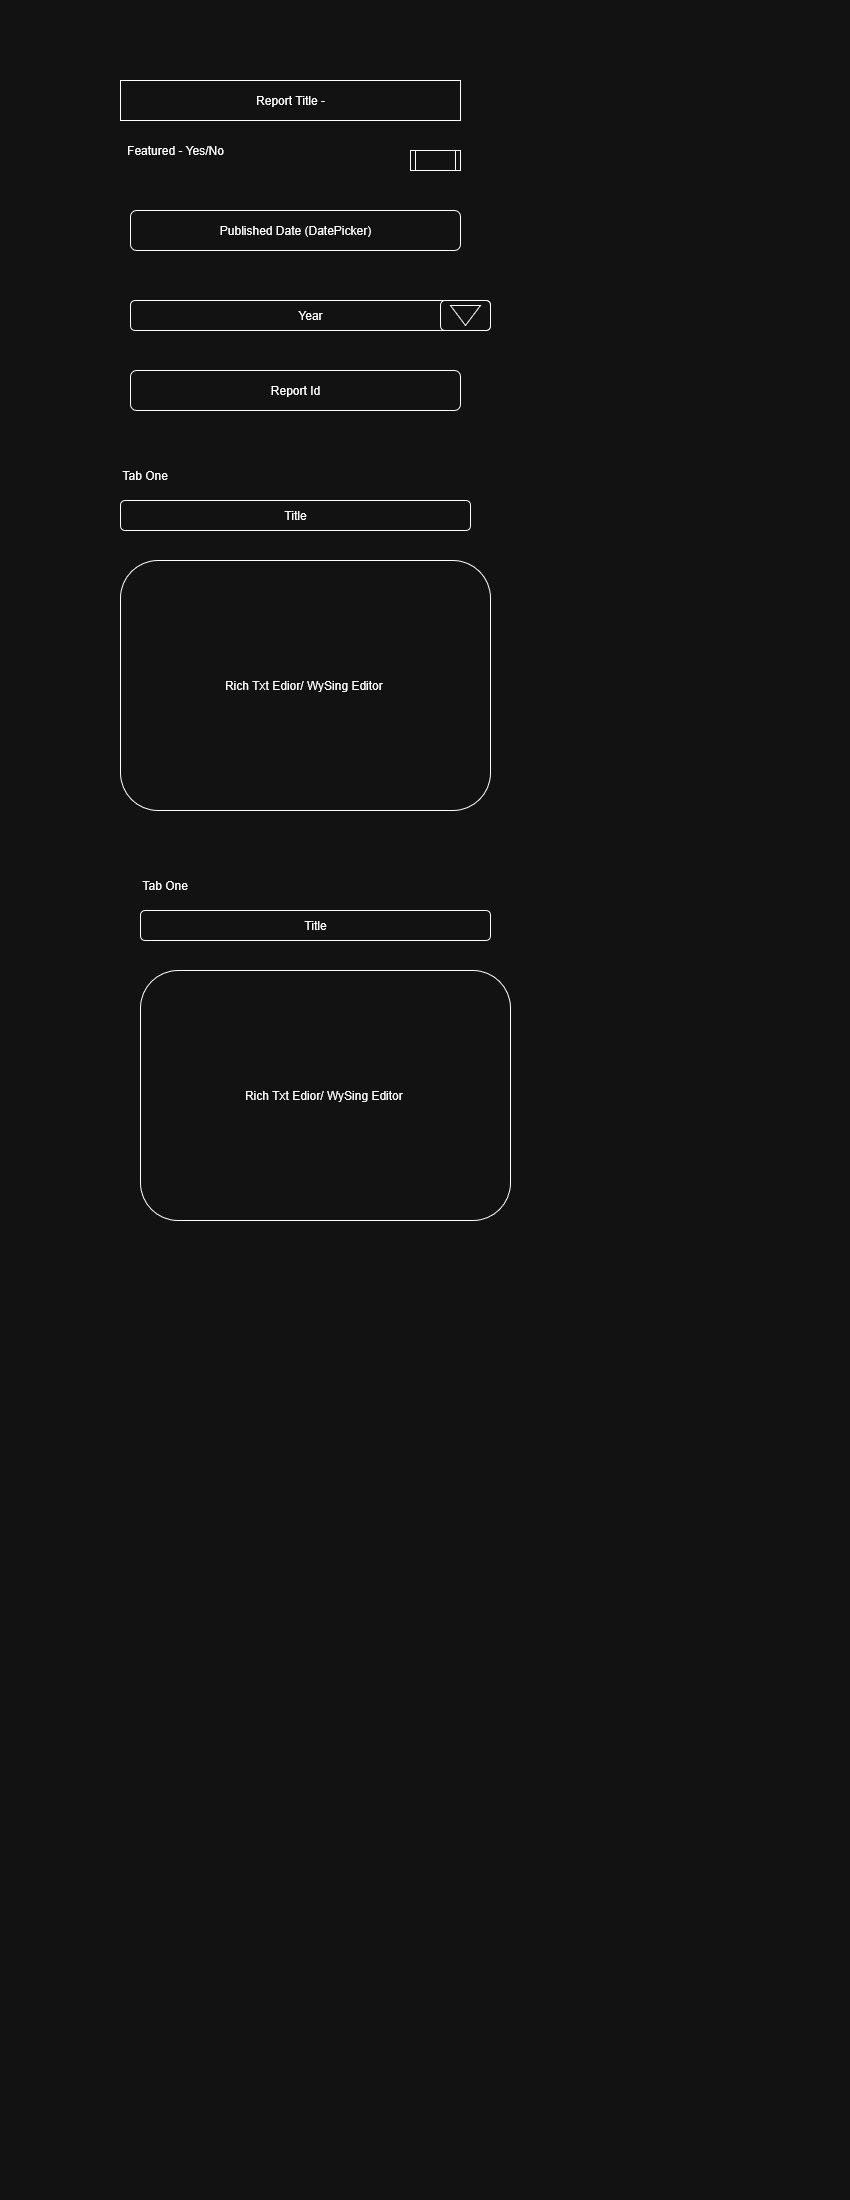 Report Title -
Featured - Yes/No
Published Date (DatePicker)
Year
Report Id
Tab One
Title
Rich Txt Edior/ WySing Editor
Tab One
Title
Rich Txt Edior/ WySing Editor